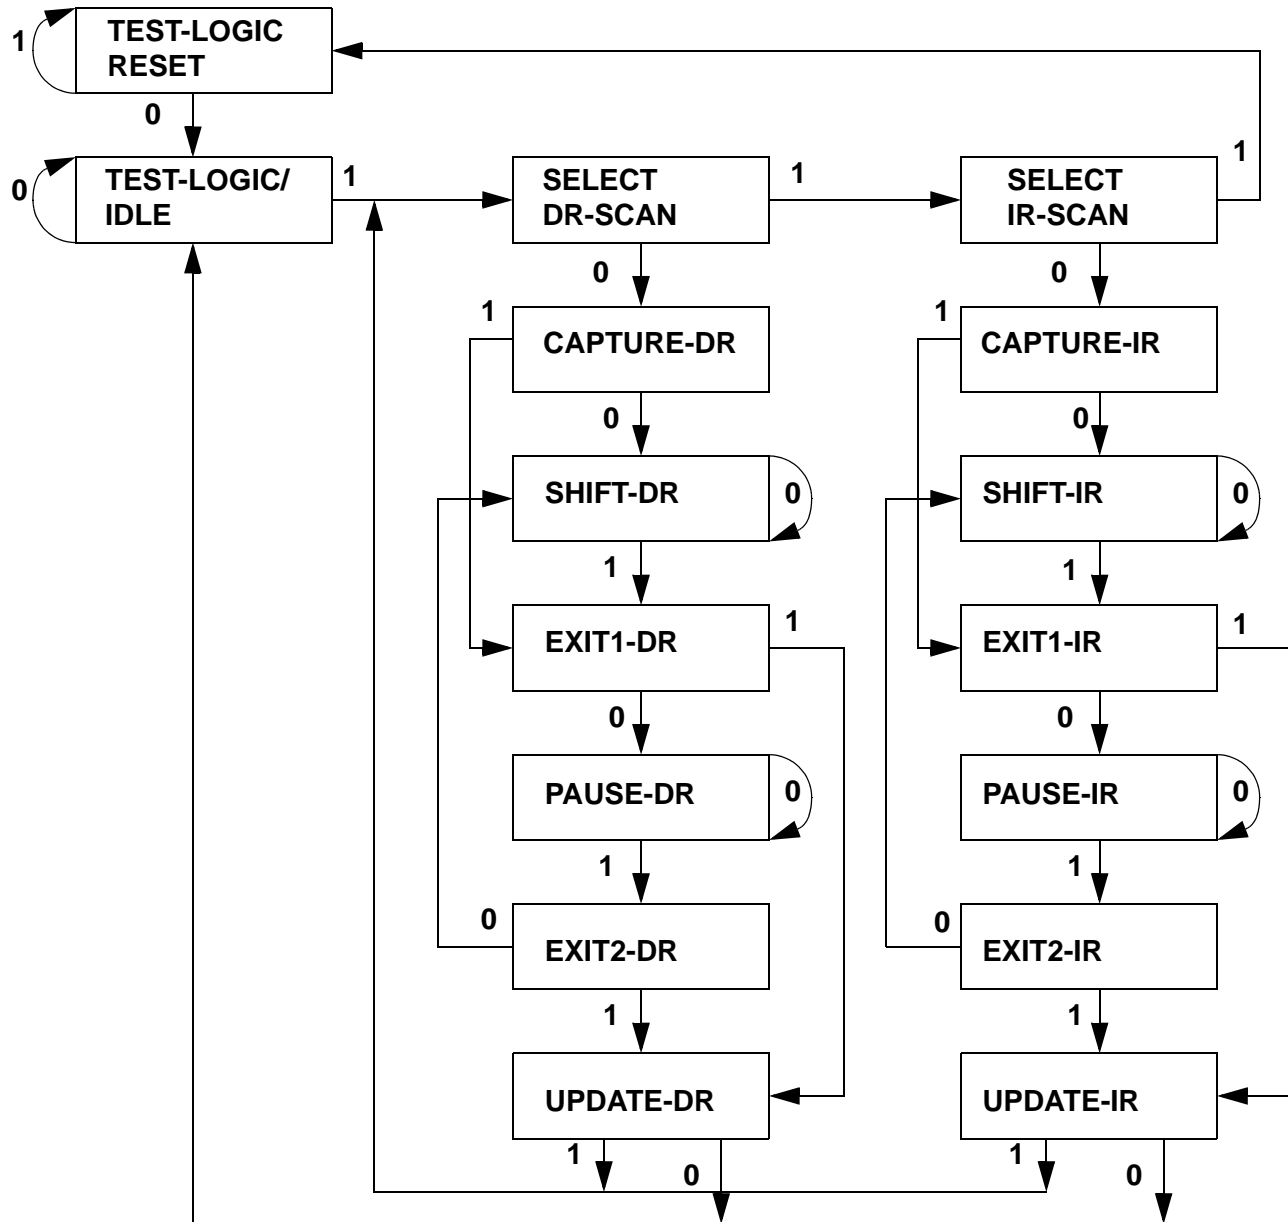 1
TEST-LOGIC
RESET
0
0
TEST-LOGIC/
IDLE
1
SELECT
DR-SCAN
1
SELECT
IR-SCAN
1
0
0
1
CAPTURE-DR
1
CAPTURE-IR
0
0
SHIFT-DR
0
SHIFT-IR
0
1
1
EXIT1-DR
1
EXIT1-IR
1
0
0
PAUSE-DR
0
PAUSE-IR
0
1
1
0
EXIT2-DR
0
EXIT2-IR
1
1
UPDATE-DR
UPDATE-IR
1
0
1
0